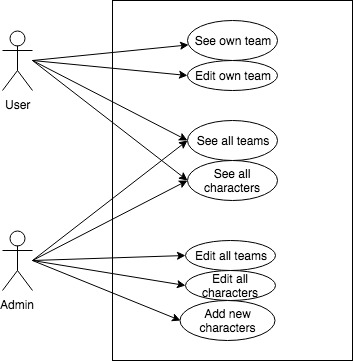 See own team
Edit own team
User
See all teams
See all
characters
Edit all teams
Edit all
characters
Admin
Add new
characters